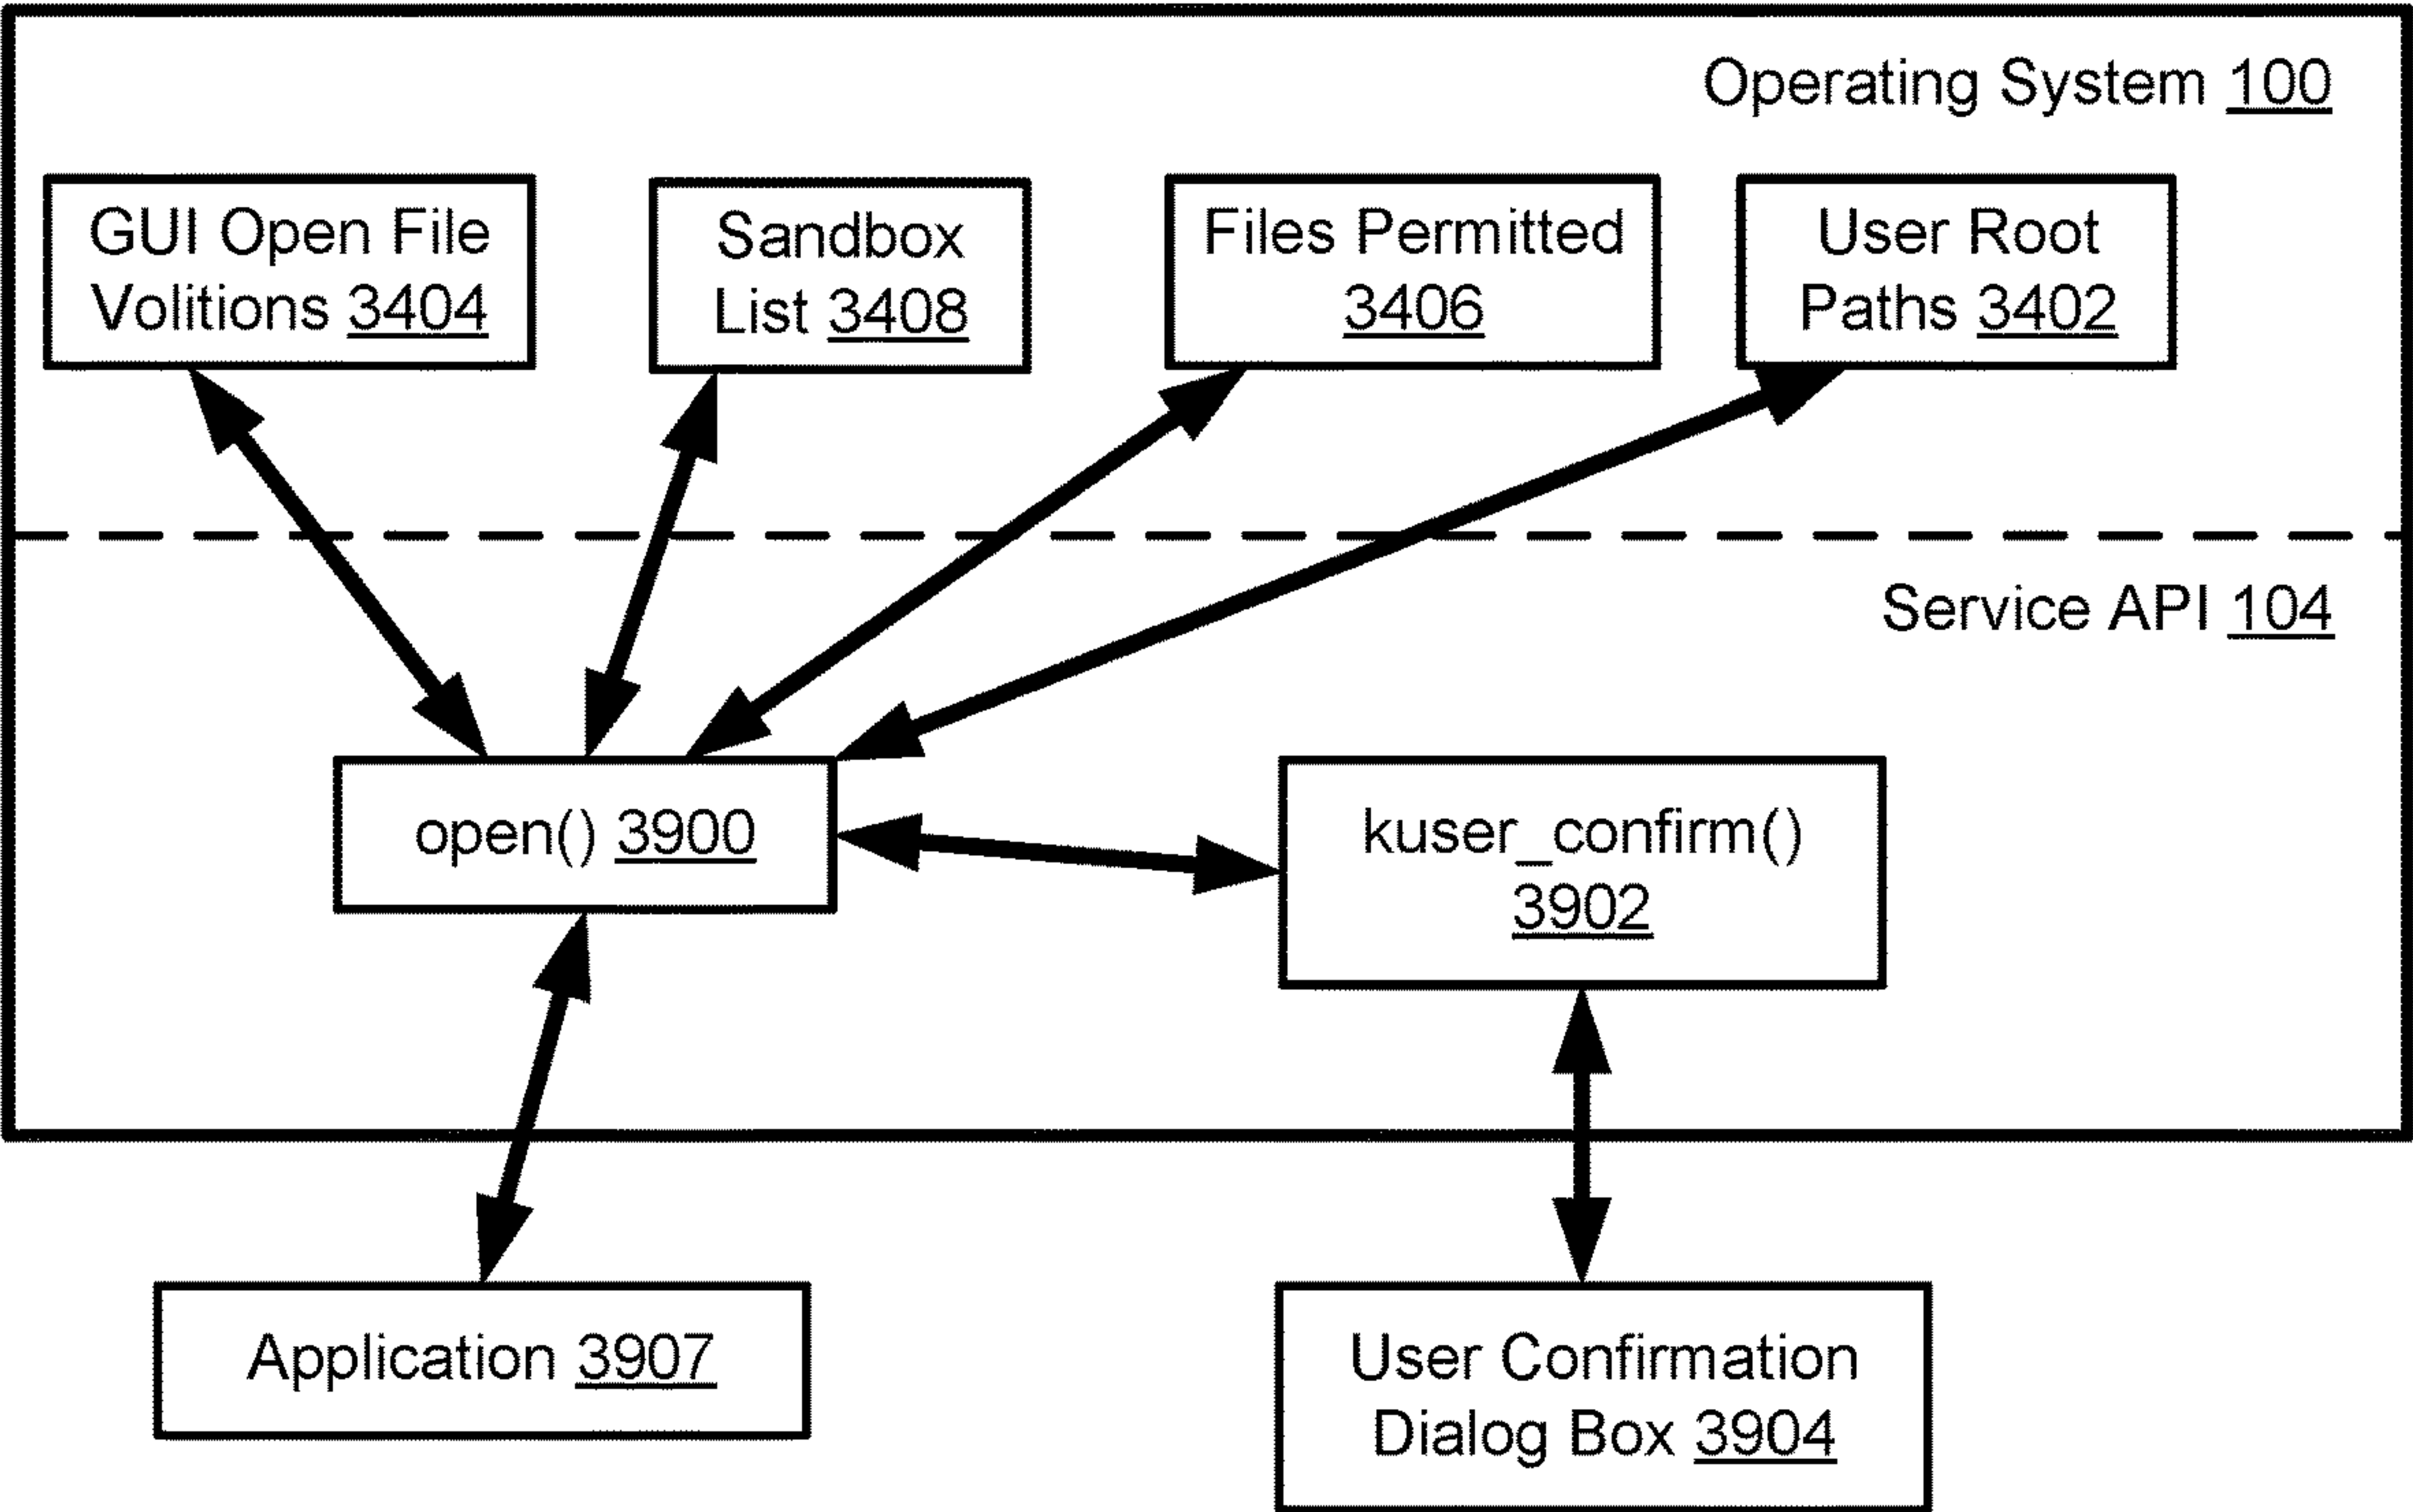 Operating System 100
GUI Open File
Volitions 3404
Sandbox
List 3408
Files Permitted
3406
User Root
Paths 3402
Service API 104
open() 3900
kuser_confirm()
3902
Application 3907
User Confirmation
Dialog Box 3904